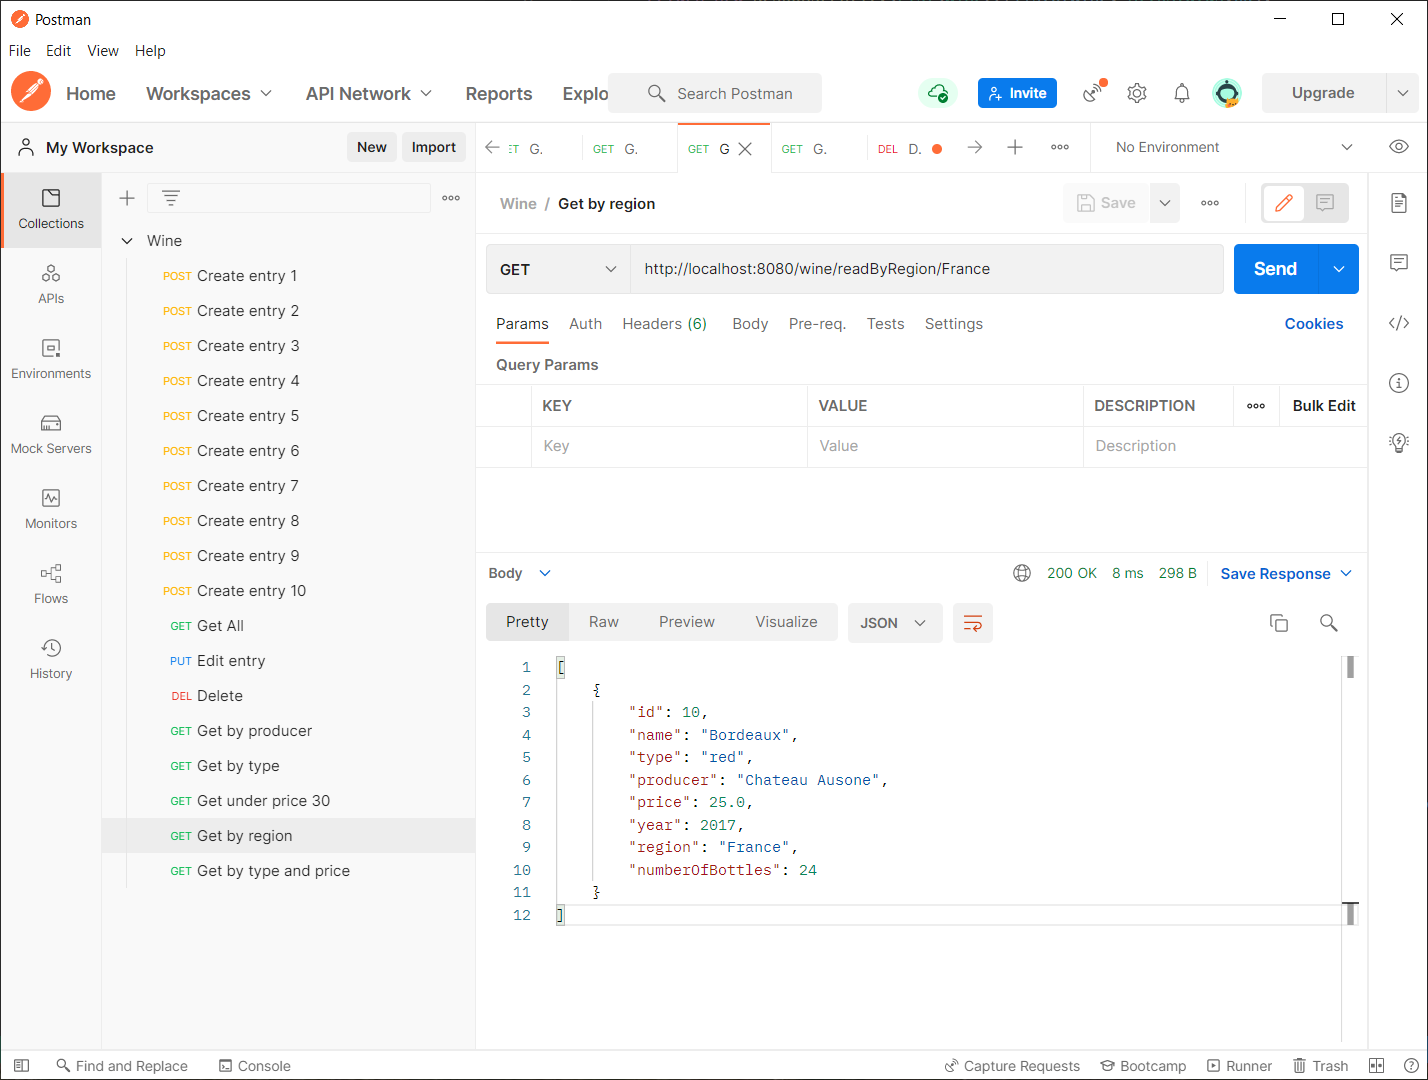 Postman
File Edit View Help
Home Workspaces API Network Reports Explo Search Postman Invite Upgrade
My Workspace New Import
ET G. GET G. GET G GET G. DEL D. No Environment
Collections
APIs
Environments
Mock Servers
Monitors
Flows
History
Wine
POST Create entry 1
POST Create entry 2
POST Create entry 3
POST Create entry 4
POST Create entry 5
POST Create entry 6
POST Create entry 7
POST Create entry 8
POST Create entry 9
POST Create entry 10
GET Get All
PUT Edit entry
DEL Delete
GET Get by producer
GET Get by type
GET Get under price 30
GET Get by region
GET Get by type and price
Wine / Get by region Save
GET http://localhost:8080/wine/readByRegion/France Send
Params Auth Headers (6) Body Pre-req. Tests Settings Cookies
Query Params
KEY VALUE DESCRIPTION Bulk Edit
Key Value Description
Body 200 OK 8 ms 298 B Save Response
Pretty Raw Preview Visualize JSON
1 [
2 {
3 "id": 10,
4 "name": "Bordeaux",
5 "type": "red",
6 "producer": "Chateau Ausone",
7 "price": 25.0,
8 "year": 2017,
9 "region": "France",
10 "numberOfBottles": 24
11 }
12 ]
Find and Replace Console Capture Requests Bootcamp Runner Trash